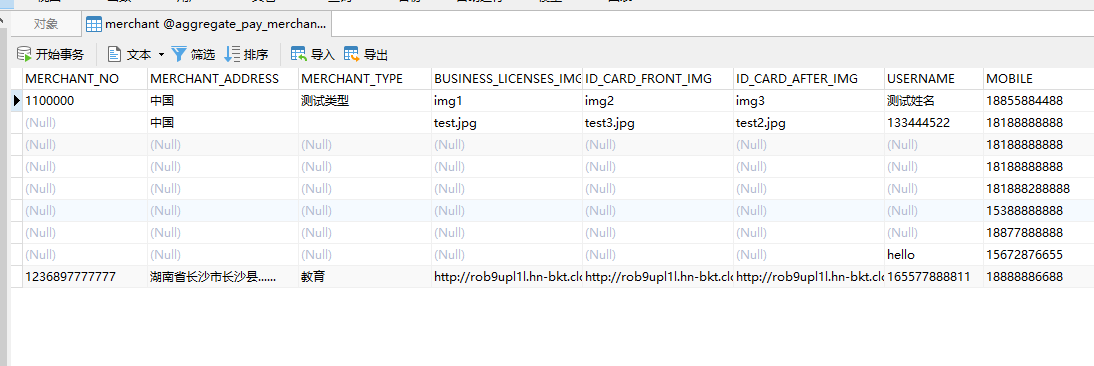 对象 merchant @aggregate_pay_merchan...
开始事务 文本 筛选 排序 导入 导出
MERCHANT_NO MERCHANT_ADDRESS MERCHANT_TYPE BUSINESS_LICENSES_IMG ID_CARD_FRONT_IMG ID_CARD_AFTER_IMG USERNAME MOBILE
1100000 中国 测试类型 img1 img2 img3 测试姓名 18855884488
(Null) 中国 test.jpg test3.jpg test2.jpg 133444522 18188888888
(Null) (Null) (Null) (Null) (Null) (Null) (Null) 18188888888
(Null) (Null) (Null) (Null) (Null) (Null) (Null) 18188888888
(Null) (Null) (Null) (Null) (Null) (Null) (Null) 181888288888
(Null) (Null) (Null) (Null) (Null) (Null) (Null) 15388888888
(Null) (Null) (Null) (Null) (Null) (Null) (Null) 18877888888
(Null) (Null) (Null) (Null) (Null) (Null) hello 15672876655
1236897777777 湖南省长沙市长沙县...... 教育 http://rob9upl1l.hn-bkt.clo http://rob9upl1l.hn-bkt.clo http://rob9upl1l.hn-bkt.clo 165577888811 18888886688